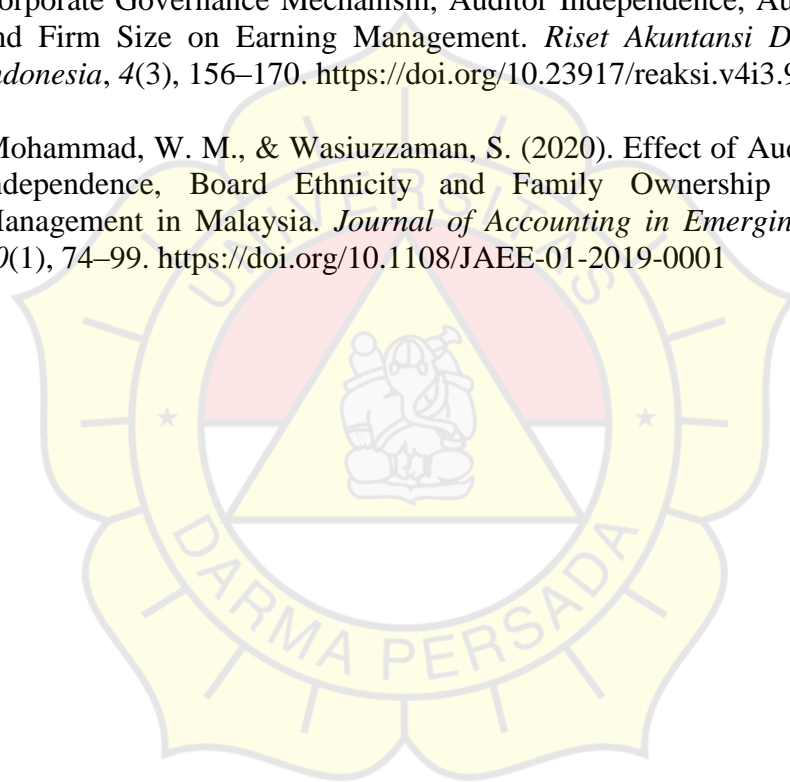 orporate Governance Mechanism, Auditor Independence, Au
nd Firm Size on Earning Management. Riset Akuntansi D
ndonesia, 4(3), 156–170. https://doi.org/10.23917/reaksi.v4i3.9
Mohammad, W. M., & Wasiuzzaman, S. (2020). Effect of Aud
ndependence, Board Ethnicity and Family Ownership
Management in Malaysia. Journal of Accounting in Emergin
0(1), 74–99. https://doi.org/10.1108/JAEE-01-2019-0001
UNIVERSITAS
DARMA PERSADA